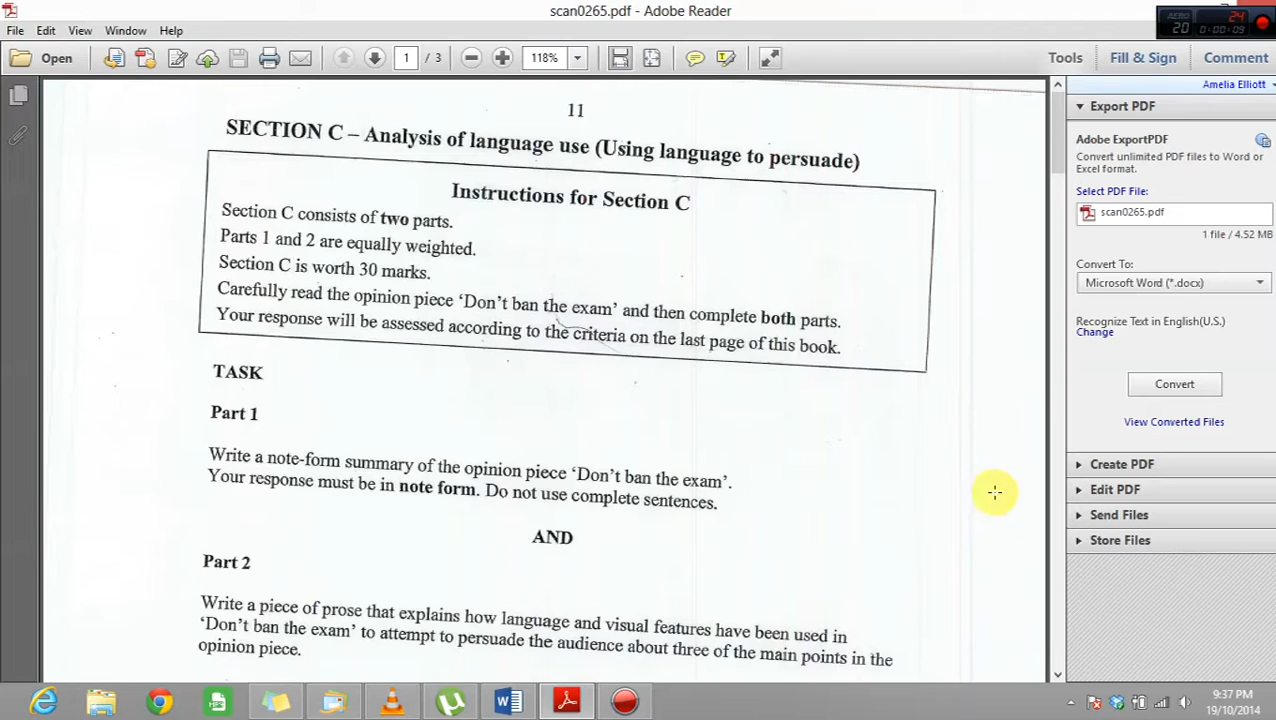 scan0265.pdf - Adobe Reader
File Edit View Window Help
Open 1 / 3 118% Tools Fill & Sign Comment
24
20 0:00:09
Amelia Elliott
Export PDF
Adobe ExportPDF
Convert unlimited PDF files to Word or
Excel format.
Select PDF File:
scan0265.pdf
1 file / 4.52 MB
Convert To:
Microsoft Word (*.docx)
Recognize Text in English(U.S.)
Change
Convert
View Converted Files
Create PDF
Edit PDF
Send Files
Store Files
11
SECTION C – Analysis of language use (Using language to persuade)
Instructions for Section C
Section C consists of two parts.
Parts 1 and 2 are equally weighted.
Section C is worth 30 marks.
Carefully read the opinion piece ‘Don’t ban the exam’ and then complete both parts.
Your response will be assessed according to the criteria on the last page of this book.
TASK
Part 1
Write a note-form summary of the opinion piece ‘Don’t ban the exam’.
Your response must be in note form. Do not use complete sentences.
AND
Part 2
Write a piece of prose that explains how language and visual features have been used in
‘Don’t ban the exam’ to attempt to persuade the audience about three of the main points in the
opinion piece.
9:37 PM
19/10/2014